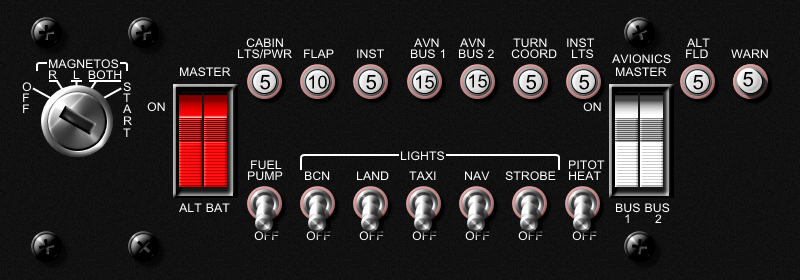 MAGNETOS
R L BOTH
OFF
START
MASTER
ON
ALT BAT
CABIN
LTS/PWR
5
FLAP
10
INST
5
AVN
BUS 1
15
AVN
BUS 2
15
TURN
COORD
5
INST
LTS
5
AVIONICS
MASTER
ON
BUS BUS
1 2
ALT
FLD
5
WARN
5
LIGHTS
FUEL
PUMP
BCN
LAND
TAXI
NAV
STROBE
PITOT
HEAT
OFF
OFF
OFF
OFF
OFF
OFF
OFF